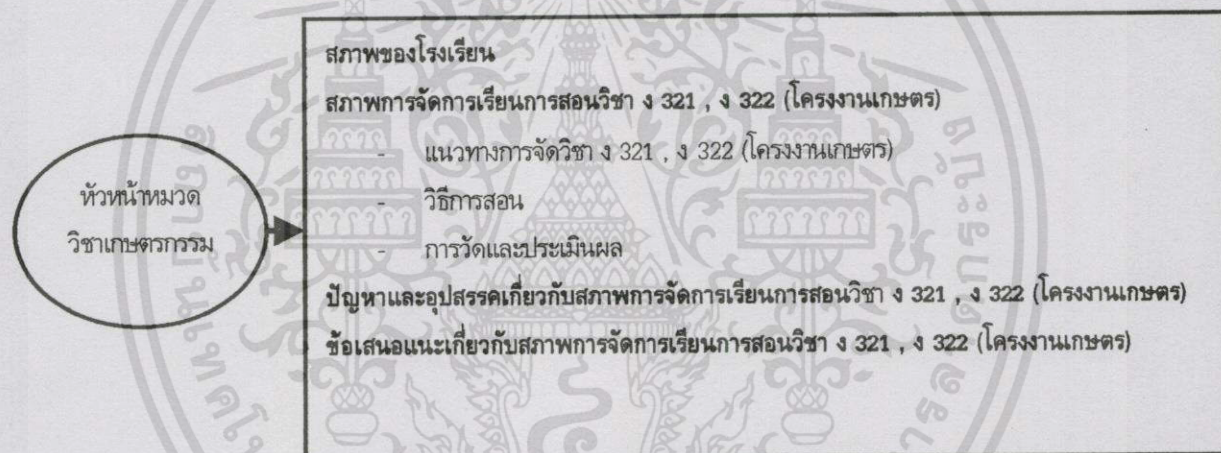 สภาพของโรงเรียน
สภาพการจัดการเรียนการสอนวิชา ง 321 , ง 322 (โครงงานเกษตร)
- แนวทางการจัดวิชา ง 321 , ง 322 (โครงงานเกษตร)
หัวหน้าหมวด
วิชาเกษตรกรรม
- วิธีการสอน
- การวัดและประเมินผล
ปัญหาและอุปสรรคเกี่ยวกับสภาพการจัดการเรียนการสอนวิชา ง 321 , ง 322 (โครงงานเกษตร)
ข้อเสนอแนะเกี่ยวกับสภาพการจัดการเรียนการสอนวิชา ง 321 , ง 322 (โครงงานเกษตร)